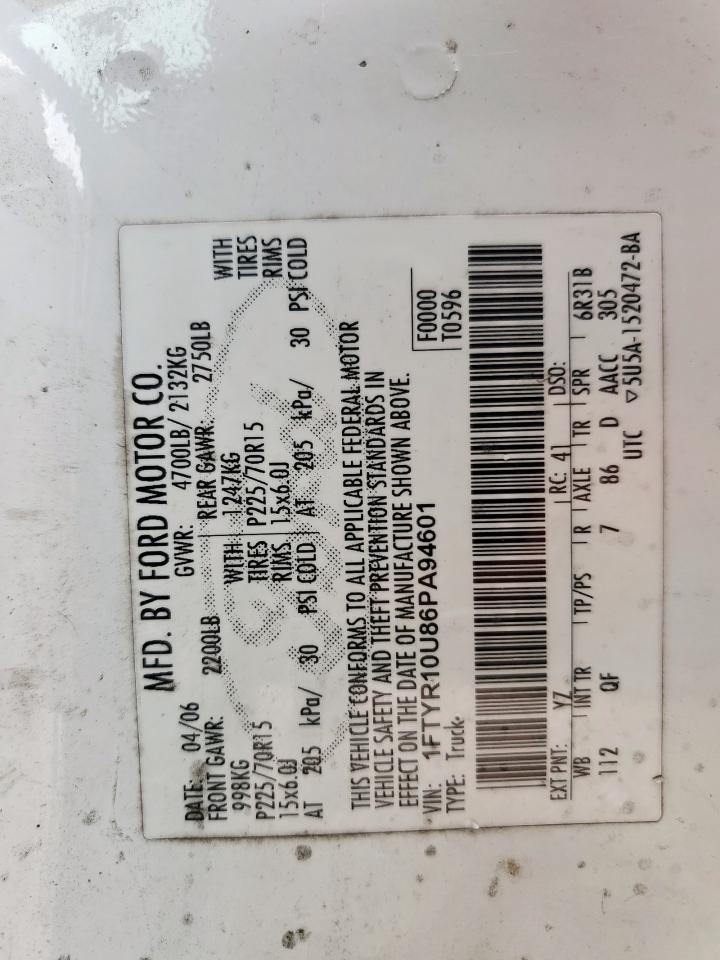 MFD. BY FORD MOTOR CO.
DATE: 04/06 GVWR: 4700LB/ 2132KG
FRONT GAWR: 2200LB REAR GAWR: 2750LB
998KG WITH 1247KG WITH
P225/70R15 TIRES P225/70R15 TIRES
15x6.0J RIMS 15x6.0J RIMS
AT 205 kPa/ 30 PSI COLD AT 205 kPa/ 30 PSI COLD
THIS VEHICLE CONFORMS TO ALL APPLICABLE FEDERAL MOTOR
VEHICLE SAFETY AND THEFT PREVENTION STANDARDS IN
EFFECT ON THE DATE OF MANUFACTURE SHOWN ABOVE.
VIN: 1FTYR10U86PA94601 F0000
TYPE: Truck T0596
EXT PNT: YZ RC: 41 DSO:
WB INT TR TP/PS R AXLE TR SPR 6R31B
112 QF 7 86 D AACC 305
UTC ▽5U5A-1520472-BA